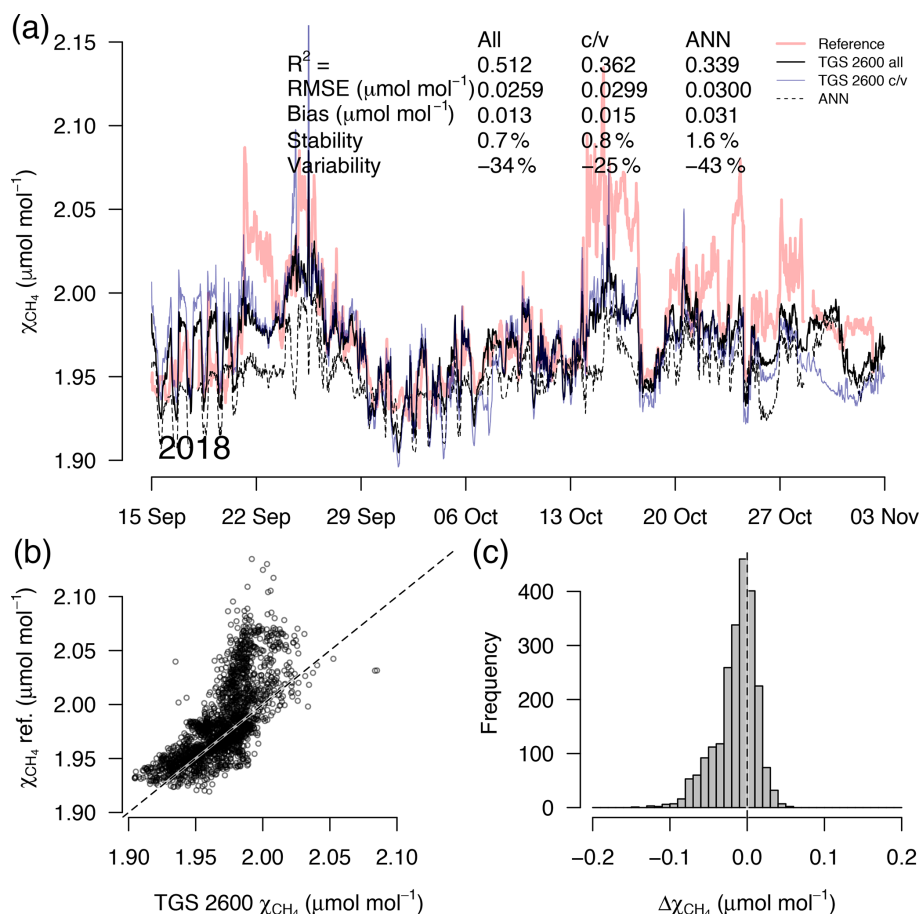 (a)
All c/v ANN
R² = 0.512 0.362 0.339
RMSE (μmol mol⁻¹) 0.0259 0.0299 0.0300
Bias (μmol mol⁻¹) 0.013 0.015 0.031
Stability 0.7 % 0.8 % 1.6 %
Variability −34 % −25 % −43 %
Reference
TGS 2600 all
TGS 2600 c/v
ANN
χCH₄ (μmol mol⁻¹)
2.15
2.10
2.05
2.00
1.95
1.90
2018
15 Sep 22 Sep 29 Sep 06 Oct 13 Oct 20 Oct 27 Oct 03 Nov
(b)
χCH₄ ref. (μmol mol⁻¹)
2.10
2.05
2.00
1.95
1.90
1.90 1.95 2.00 2.05 2.10
TGS 2600 χCH₄ (μmol mol⁻¹)
(c)
Frequency
400
300
200
100
0
−0.2 −0.1 0.0 0.1 0.2
ΔχCH₄ (μmol mol⁻¹)